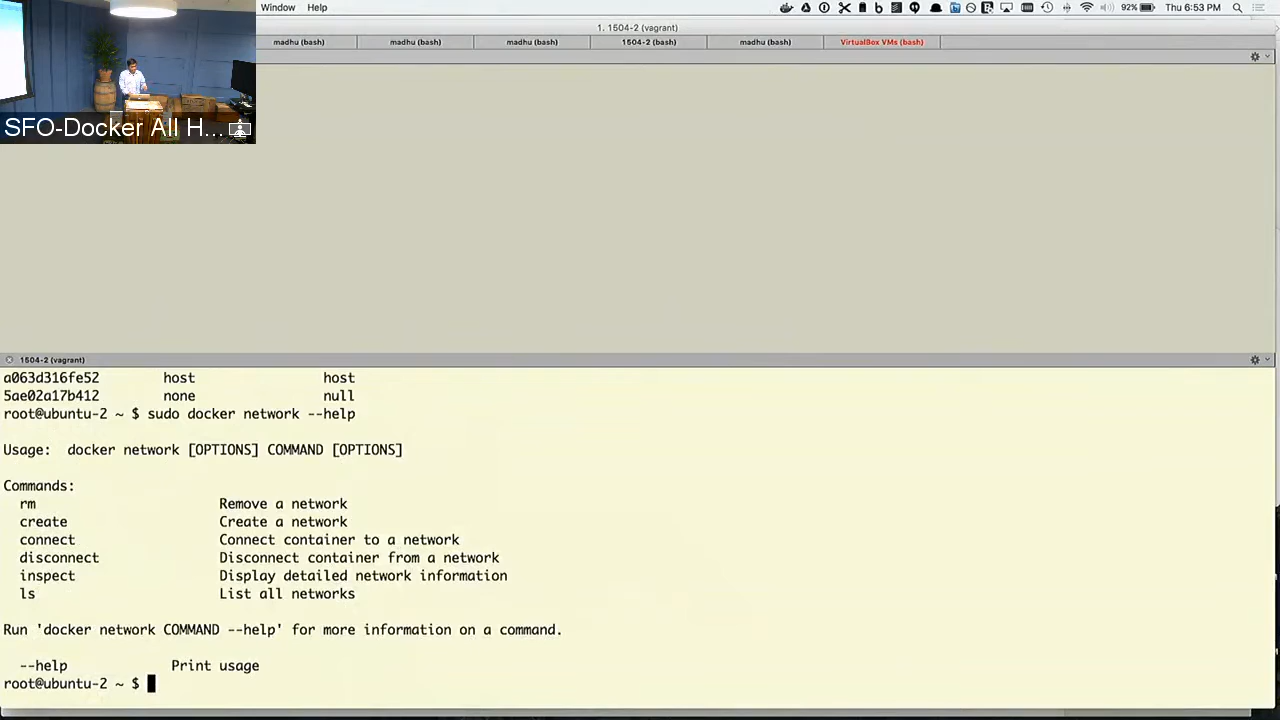 Window Help
92% Thu 6:53 PM
1. 1504-2 (vagrant)
madhu (bash) madhu (bash) madhu (bash) 1504-2 (bash) madhu (bash) VirtualBox VMs (bash)
SFO-Docker All H...
1504-2 (vagrant)
a063d316fe52 host host
5ae02a17b412 none null
root@ubuntu-2 ~ $ sudo docker network --help
Usage: docker network [OPTIONS] COMMAND [OPTIONS]
Commands:
rm Remove a network
create Create a network
connect Connect container to a network
disconnect Disconnect container from a network
inspect Display detailed network information
ls List all networks
Run 'docker network COMMAND --help' for more information on a command.
--help Print usage
root@ubuntu-2 ~ $